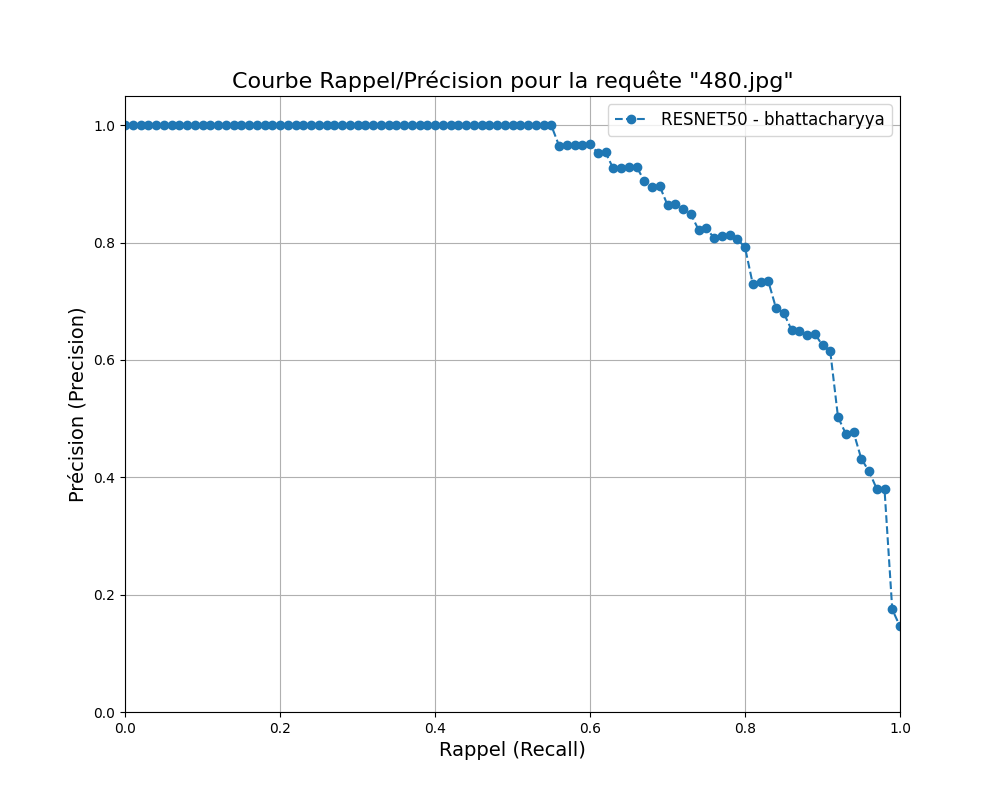 Courbe Rappel/Précision pour la requête "480.jpg"
RESNET50 - bhattacharyya
Précision (Precision)
1.0
0.8
0.6
0.4
0.2
0.0
0.0 0.2 0.4 0.6 0.8 1.0
Rappel (Recall)